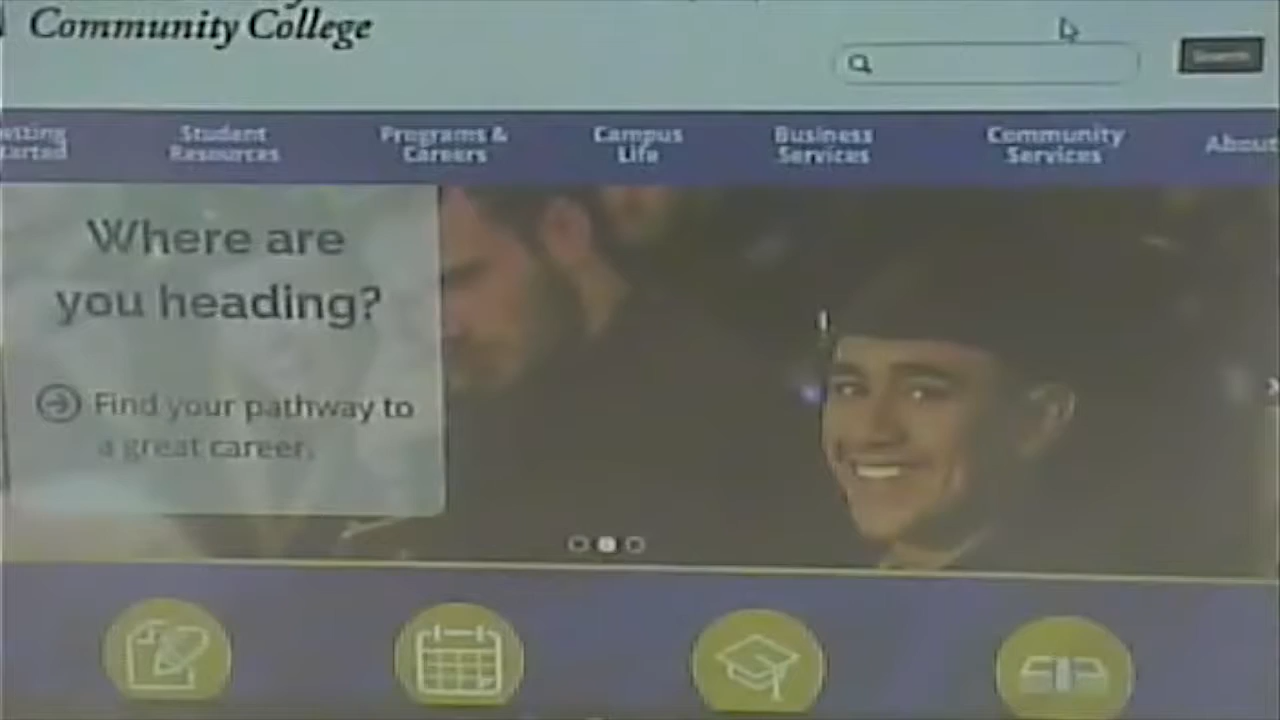 Community College
Student
Resources
Programs &
Careers
Campus
Life
Business
Services
Community
Services
About
Where are
you heading?
Find your pathway to
a great career.